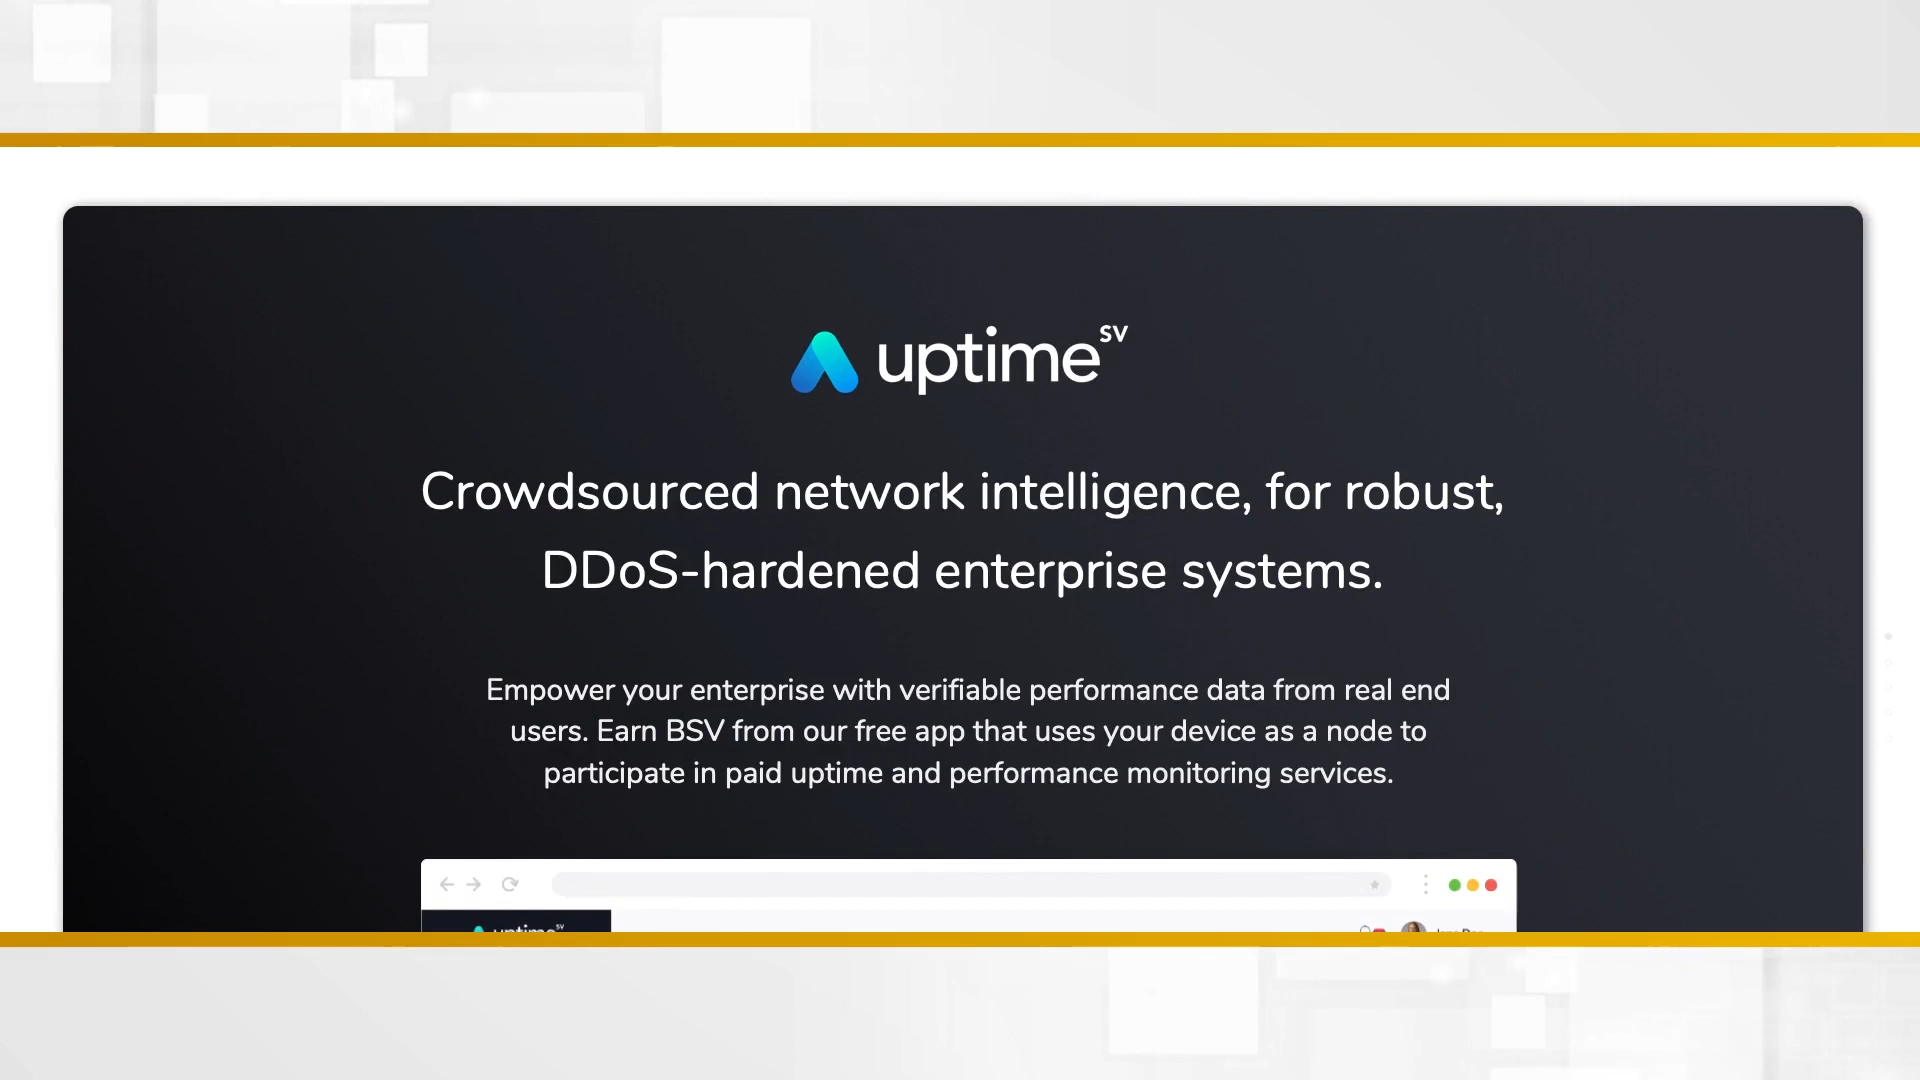 uptime SV
Crowdsourced network intelligence, for robust,
DDoS-hardened enterprise systems.
Empower your enterprise with verifiable performance data from real end
users. Earn BSV from our free app that uses your device as a node to
participate in paid uptime and performance monitoring services.
uptime SV